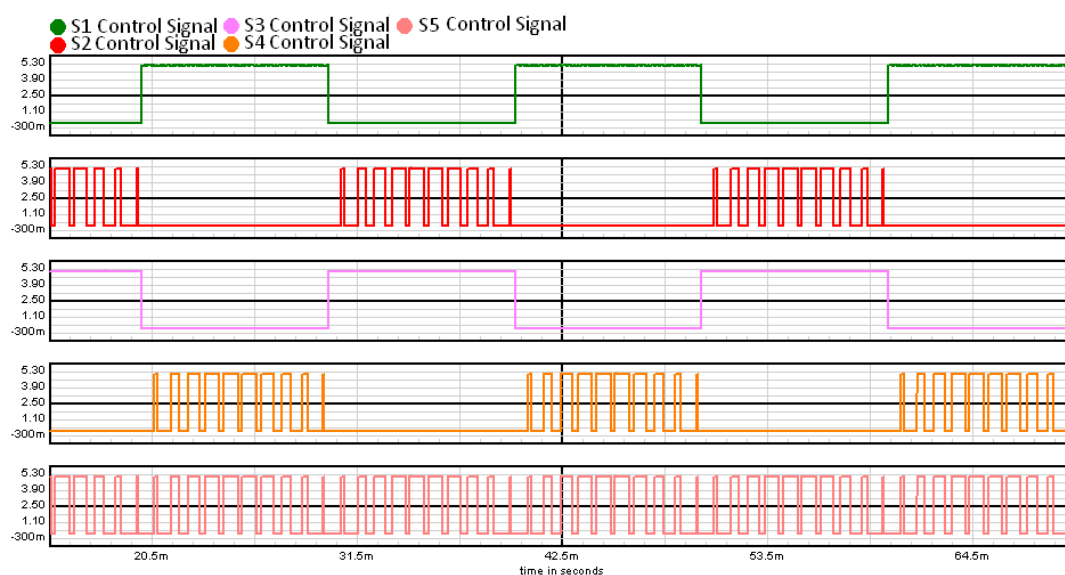 S1 Control Signal S3 Control Signal S5 Control Signal
S2 Control Signal S4 Control Signal
5.30
3.90
2.50
1.10
-300m
5.30
3.90
2.50
1.10
-300m
5.30
3.90
2.50
1.10
-300m
5.30
3.90
2.50
1.10
-300m
5.30
3.90
2.50
1.10
-300m
20.5m 31.5m 42.5m 53.5m 64.5m
time in seconds